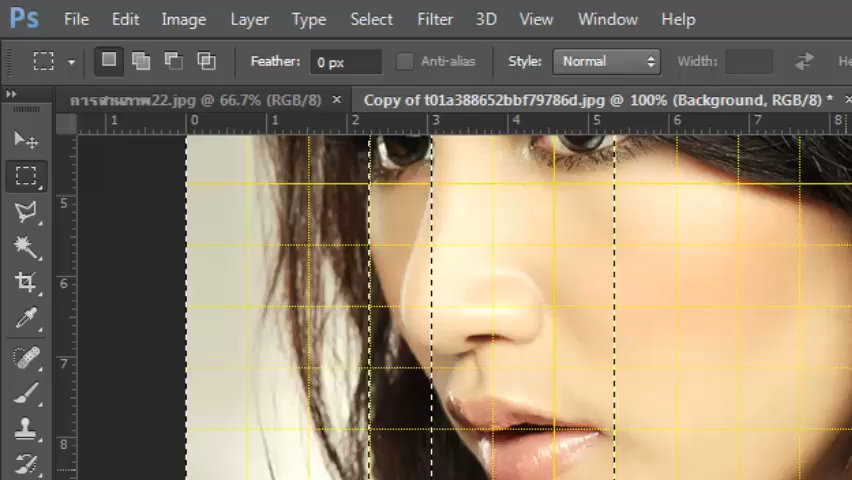 Ps File Edit Image Layer Type Select Filter 3D View Window Help
Feather: 0 px Anti-alias Style: Normal Width:
การสานภาพ22.jpg @ 66.7% (RGB/8) × Copy of t01a388652bbf79786d.jpg @ 100% (Background, RGB/8) * ×
1 0 1 2 3 4 5 6 7 8
5
6
7
8